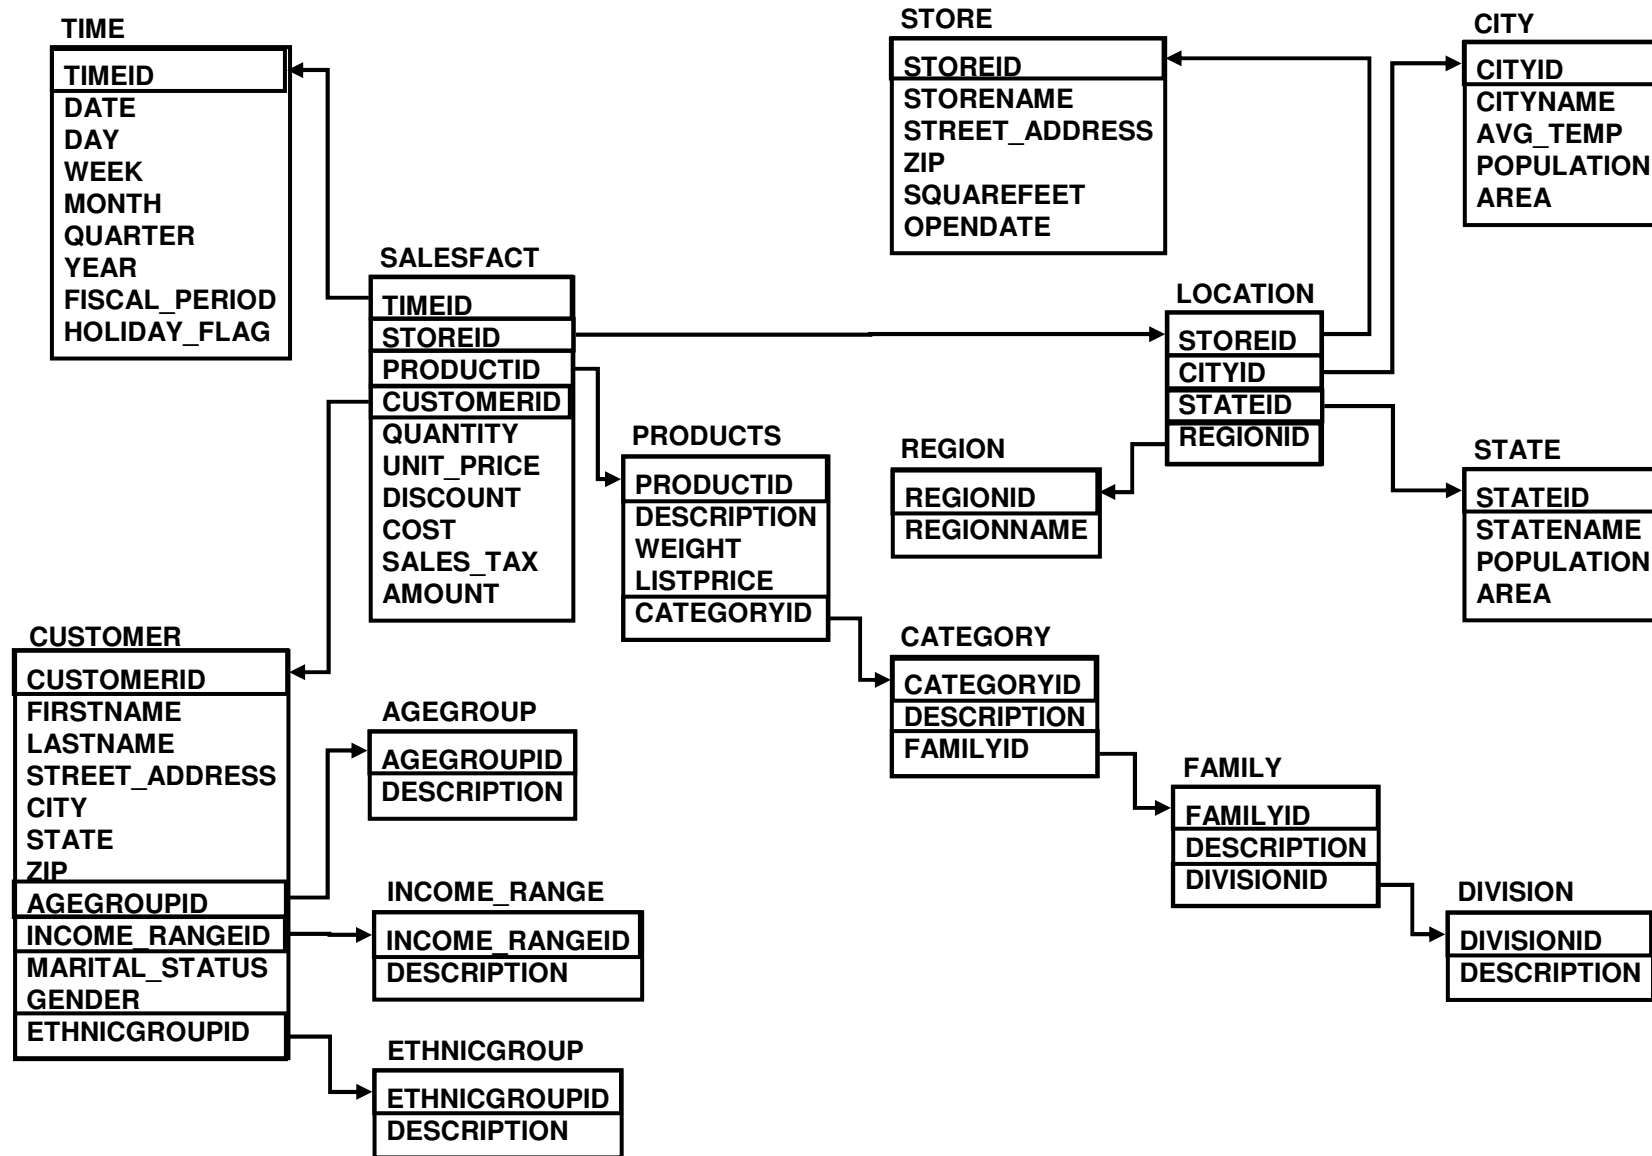 TIME
TIMEID
DATE
DAY
WEEK
MONTH
QUARTER
YEAR
FISCAL_PERIOD
HOLIDAY_FLAG
STORE
STOREID
STORENAME
STREET_ADDRESS
ZIP
SQUAREFEET
OPENDATE
CITY
CITYID
CITYNAME
AVG_TEMP
POPULATION
AREA
SALESFACT
TIMEID
STOREID
PRODUCTID
CUSTOMERID
QUANTITY
UNIT_PRICE
DISCOUNT
COST
SALES_TAX
AMOUNT
LOCATION
STOREID
CITYID
STATEID
REGIONID
PRODUCTS
PRODUCTID
DESCRIPTION
WEIGHT
LISTPRICE
CATEGORYID
REGION
REGIONID
REGIONNAME
STATE
STATEID
STATENAME
POPULATION
AREA
CUSTOMER
CUSTOMERID
FIRSTNAME
LASTNAME
STREET_ADDRESS
CITY
STATE
ZIP
AGEGROUPID
INCOME_RANGEID
MARITAL_STATUS
GENDER
ETHNICGROUPID
AGEGROUP
AGEGROUPID
DESCRIPTION
INCOME_RANGE
INCOME_RANGEID
DESCRIPTION
ETHNICGROUP
ETHNICGROUPID
DESCRIPTION
CATEGORY
CATEGORYID
DESCRIPTION
FAMILYID
FAMILY
FAMILYID
DESCRIPTION
DIVISIONID
DIVISION
DIVISIONID
DESCRIPTION